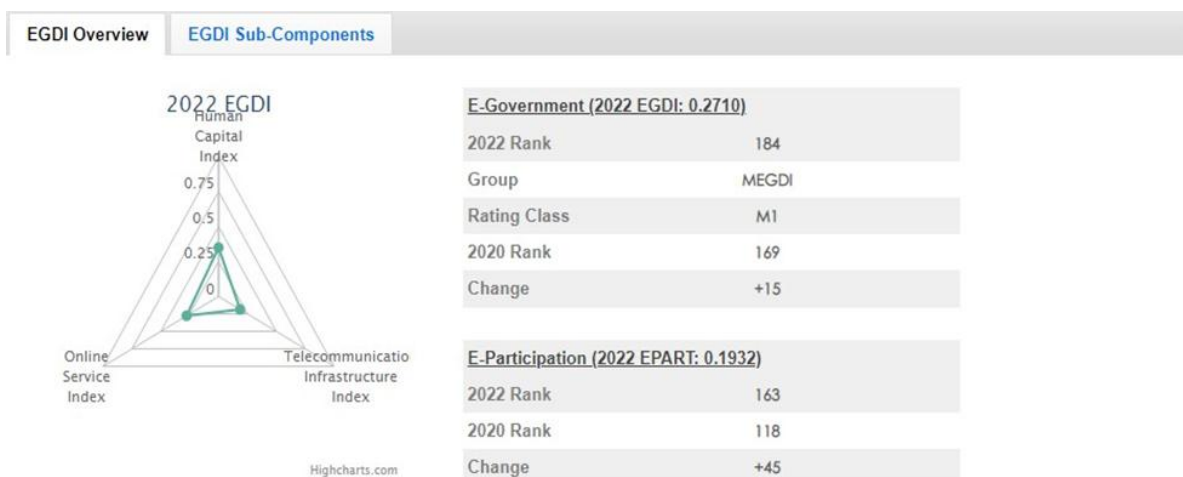 EGDI Overview
EGDI Sub-Components
2022 EGDI
Human
Capital
Index
0.75
0.5
0.25
0
Online
Service
Index
Telecommunicatio
Infrastructure
Index
Highcharts.com
E-Government (2022 EGDI: 0.2710)
2022 Rank 184
Group MEGDI
Rating Class M1
2020 Rank 169
Change +15
E-Participation (2022 EPART: 0.1932)
2022 Rank 163
2020 Rank 118
Change +45